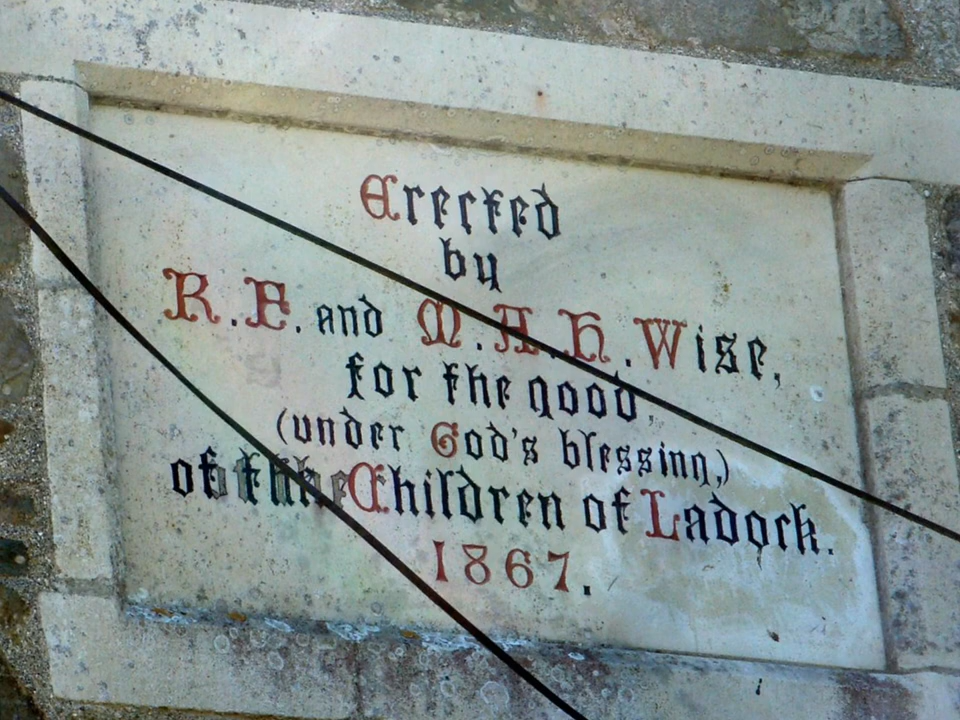 Erected
by
R.F. and M.A.H. Wise,
for the good,
(under God's blessing,)
of the Children of Ladock.
1867.